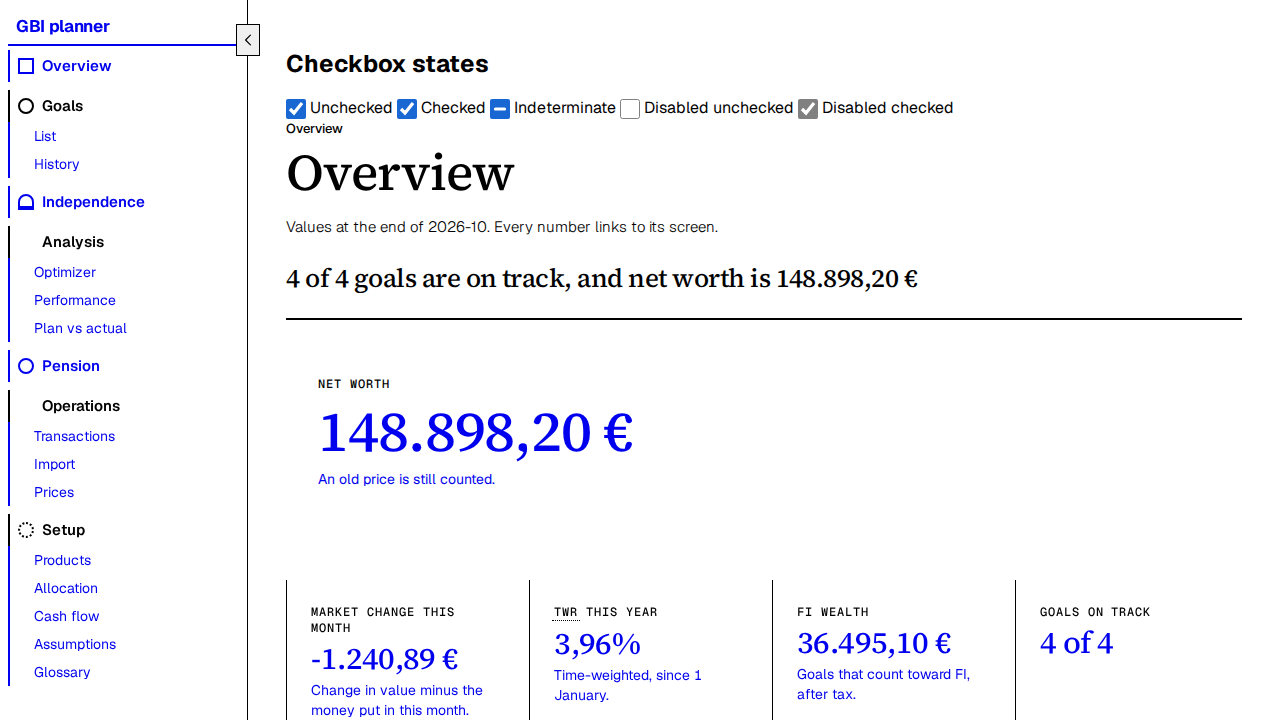 GBI planner
Overview
Goals
List
History
Independence
Analysis
Optimizer
Performance
Plan vs actual
Pension
Operations
Transactions
Import
Prices
Setup
Products
Allocation
Cash flow
Assumptions
Glossary
Checkbox states
Unchecked Checked Indeterminate Disabled unchecked Disabled checked
Overview
Overview
Values at the end of 2026-10. Every number links to its screen.
4 of 4 goals are on track, and net worth is 148.898,20 €
NET WORTH
148.898,20 €
An old price is still counted.
MARKET CHANGE THIS
MONTH
-1.240,89 €
Change in value minus the
money put in this month.
TWR THIS YEAR
3,96%
Time-weighted, since 1
January.
FI WEALTH
36.495,10 €
Goals that count toward FI,
after tax.
GOALS ON TRACK
4 of 4